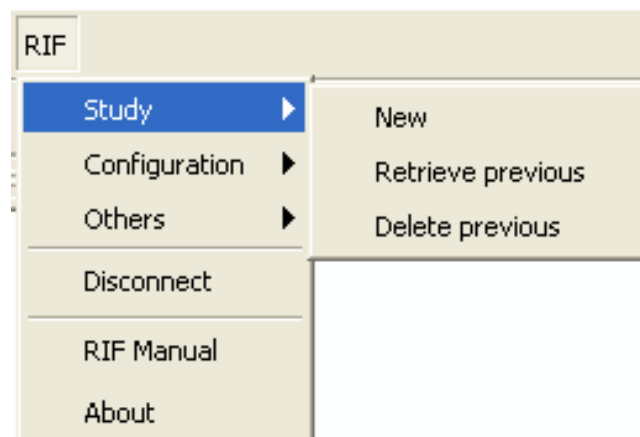 RIF
Study
New
Configuration
Retrieve previous
Others
Delete previous
Disconnect
RIF Manual
About